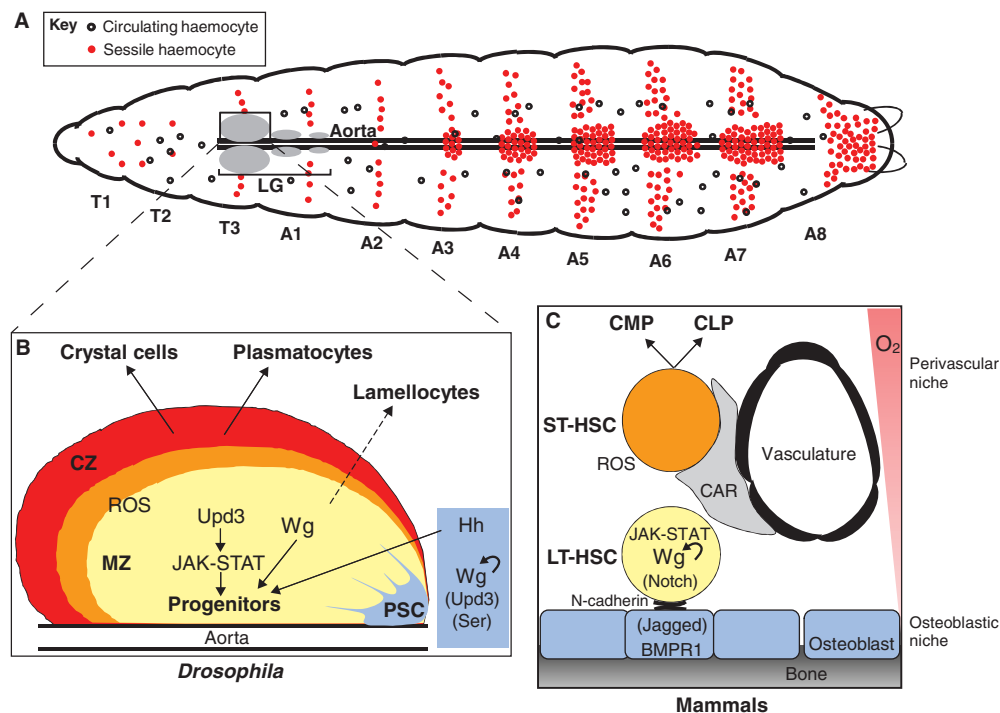 A
Key
Circulating haemocyte
Sessile haemocyte
Aorta
LG
T1
T2
T3
A1
A2
A3
A4
A5
A6
A7
A8
B
Crystal cells
Plasmatocytes
Lamellocytes
CZ
ROS
Upd3
Wg
Hh
MZ
JAK-STAT
Wg
Progenitors
PSC
(Upd3)
(Ser)
Aorta
Drosophila
C
CMP
CLP
O2
Perivascular
niche
ST-HSC
ROS
Vasculature
CAR
JAK-STAT
LT-HSC
Wg
(Notch)
N-cadherin
(Jagged)
BMPR1
Osteoblast
Osteoblastic
niche
Bone
Mammals